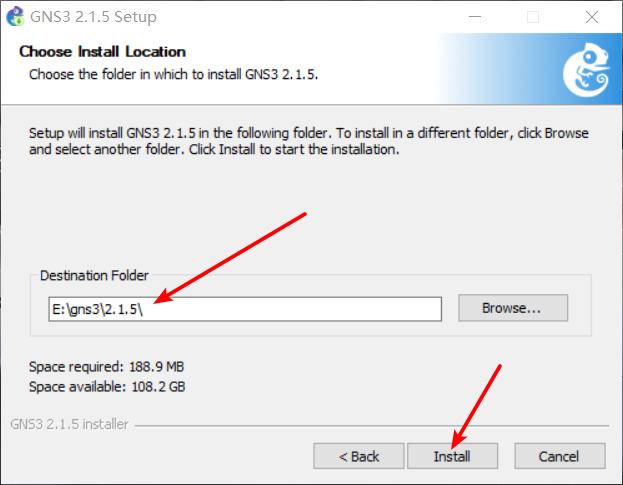 GNS3 2.1.5 Setup
Choose Install Location
Choose the folder in which to install GNS3 2.1.5.
Setup will install GNS3 2.1.5 in the following folder. To install in a different folder, click Browse
and select another folder. Click Install to start the installation.
Destination Folder
E:\gns3\2.1.5\
Browse...
Space required: 188.9 MB
Space available: 108.2 GB
GNS3 2.1.5 installer
< Back
Install
Cancel